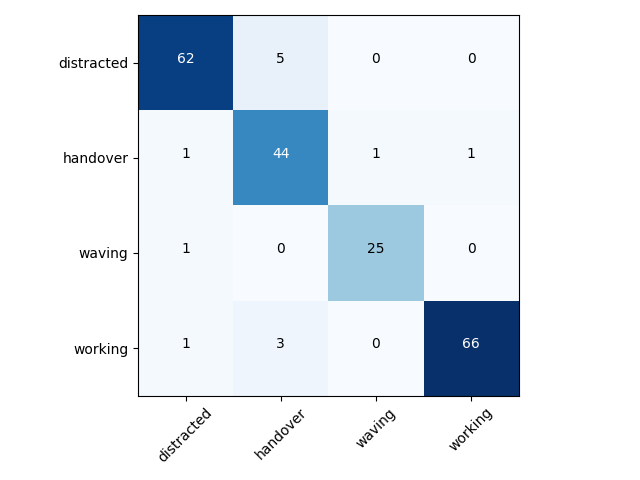 distracted 62 5 0 0
handover 1 44 1 1
waving 1 0 25 0
working 1 3 0 66
distracted handover waving working